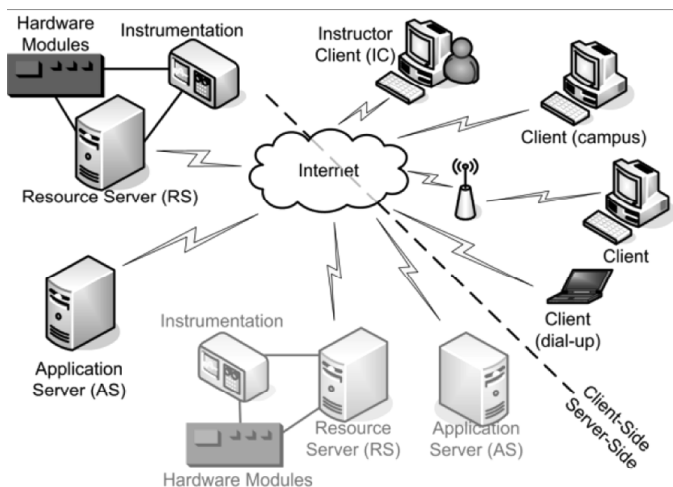 Hardware
Modules
Instrumentation
Instructor
Client (IC)
Client (campus)
Internet
Resource Server (RS)
Client
Client
(dial-up)
Application
Server (AS)
Instrumentation
Resource
Server (RS)
Application
Server (AS)
Hardware Modules
Client-Side
Server-Side